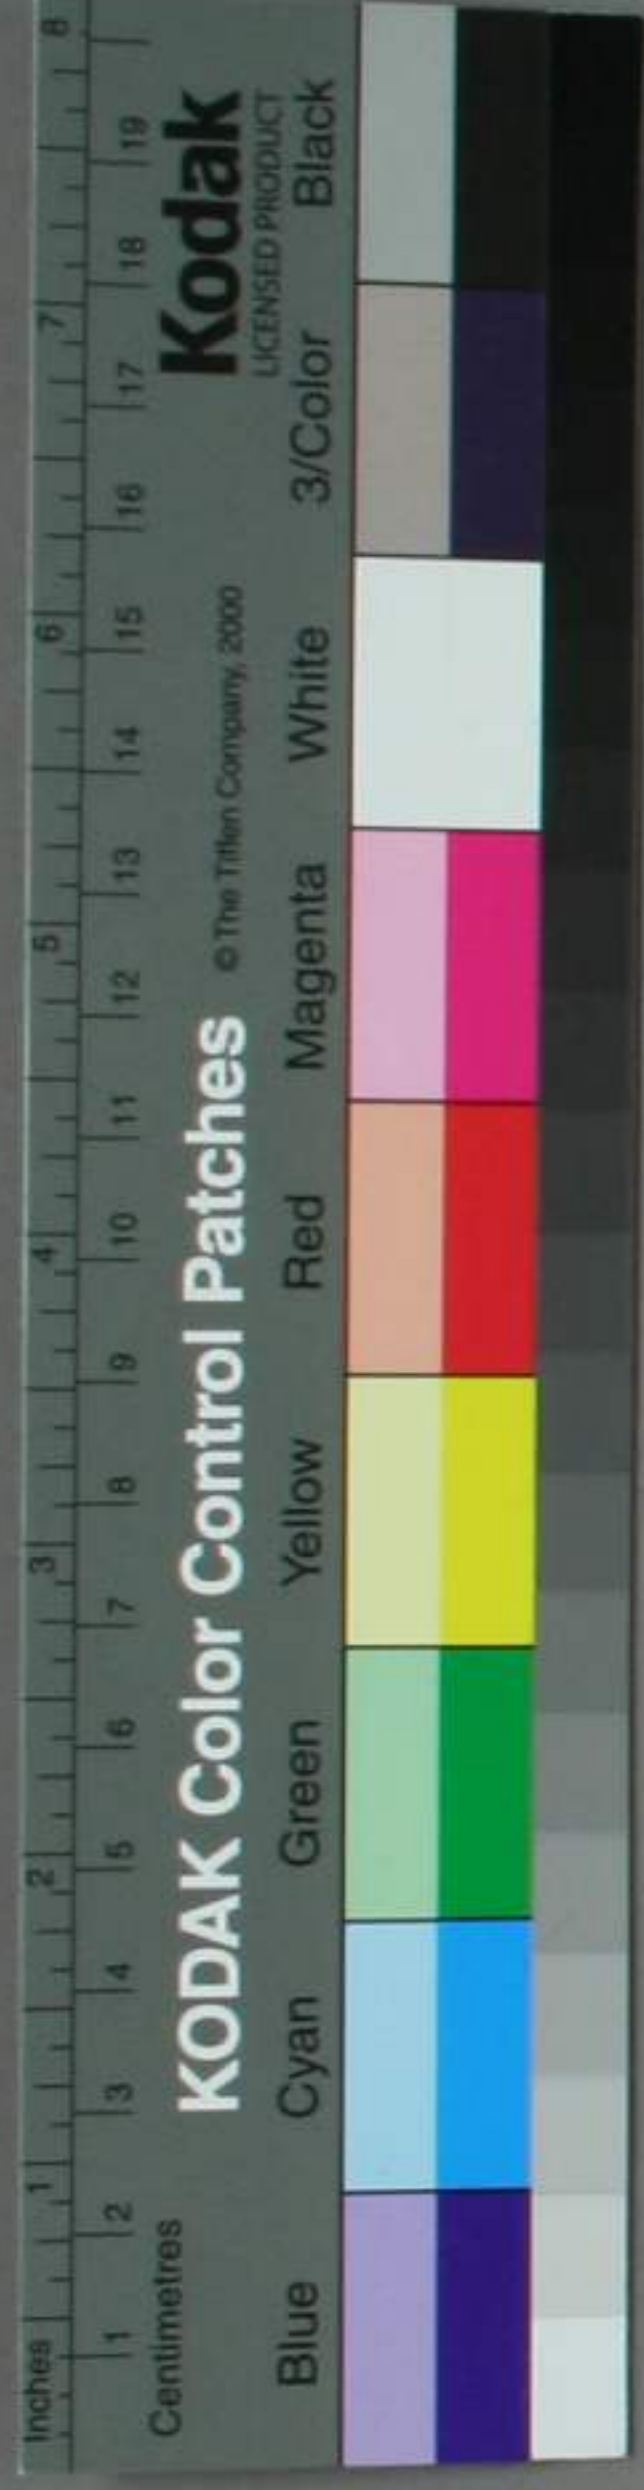 Inches 1 2 3 4 5 6 7 8
1 2 3 4 5 6 7 8 9 10 11 12 13 14 15 16 17 18 19
Centimetres
KODAK Color Control Patches
© The Tiffen Company, 2000
Kodak
LICENSED PRODUCT
Blue Cyan Green Yellow Red Magenta White 3/Color Black